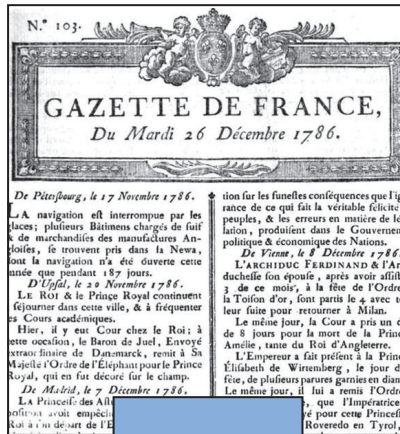 N.° 103.
GAZETTE DE FRANCE,
Du Mardi 26 Décembre 1786.
De Pétersbourg, le 17 Novembre 1786.
LA navigation est interrompue par les
glaces; plusieurs Bâtimens chargés de suif
& de marchandises des manufactures An-
gloises, se trouvent pris dans la Newa,
dont la navigation n'a été ouverte cette
année que pendant 187 jours.
D'Upsal, le 20 Novembre 1786.
LE ROI & le Prince Royal continuent
séjourner dans cette ville, & à fréquenter
es Cours académiques.
Hier, il y eut Cour chez le Roi; à
cette occasion, le Baron de Juel, Envoyé
extraordinaire de Danemarck, remit à Sa
Majesté l'Ordre de l'Éléphant pour le Prince
Royal, qui en fut décoré sur le champ.
De Madrid, le 7 Décembre 1786.
LA Princesse des Ast
position avoit empêch
Roi à l'
départ de l'E
tion sur les funestes conséquences que l'ig
rance de ce qui fait la véritable félicité
peuples, & les erreurs en matière de lé
lation, produisent dans le Gouvernem
politique & économique des Nations.
De Vienne, le 8 Décembre 1786.
L'ARCHIDUC FERDINAND & l'Ar
duchesse son épouse, après avoir assist
3 de ce mois, à la fête de l'Ordre
la Toison d'or, sont partis le 4 avec to
leur suite pour retourner à Milan.
Le même jour, la Cour a pris un d
de 8 jours pour la mort de la Prince
Amélie, tante du Roi d'Angleterre.
L'Empereur a fait présent à la Prince
Élisabeth de Wirtemberg, le jour d
fête, de plusieurs parures garnies en diam
Le même jour, il lui a remis l'Ordre
, que l'Impératrice
yé pour cette Princess
Roveredo en Tyrol,